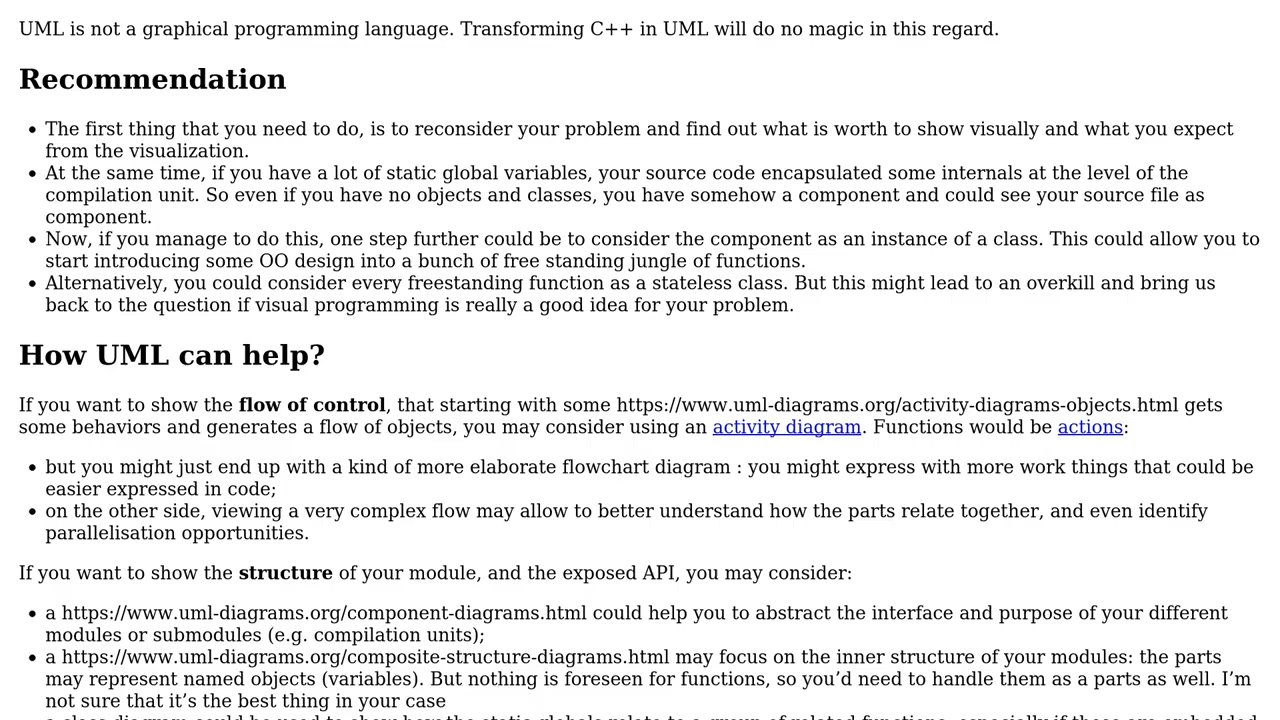 UML is not a graphical programming language. Transforming C++ in UML will do no magic in this regard.
Recommendation
• The first thing that you need to do, is to reconsider your problem and find out what is worth to show visually and what you expect
from the visualization.
• At the same time, if you have a lot of static global variables, your source code encapsulated some internals at the level of the
compilation unit. So even if you have no objects and classes, you have somehow a component and could see your source file as
component.
• Now, if you manage to do this, one step further could be to consider the component as an instance of a class. This could allow you to
start introducing some OO design into a bunch of free standing jungle of functions.
• Alternatively, you could consider every freestanding function as a stateless class. But this might lead to an overkill and bring us
back to the question if visual programming is really a good idea for your problem.
How UML can help?
If you want to show the flow of control, that starting with some https://www.uml-diagrams.org/activity-diagrams-objects.html gets
some behaviors and generates a flow of objects, you may consider using an activity diagram. Functions would be actions:
• but you might just end up with a kind of more elaborate flowchart diagram : you might express with more work things that could be
easier expressed in code;
• on the other side, viewing a very complex flow may allow to better understand how the parts relate together, and even identify
parallelisation opportunities.
If you want to show the structure of your module, and the exposed API, you may consider:
• a https://www.uml-diagrams.org/component-diagrams.html could help you to abstract the interface and purpose of your different
modules or submodules (e.g. compilation units);
• a https://www.uml-diagrams.org/composite-structure-diagrams.html may focus on the inner structure of your modules: the parts
may represent named objects (variables). But nothing is foreseen for functions, so you’d need to handle them as a parts as well. I’m
not sure that it’s the best thing in your case